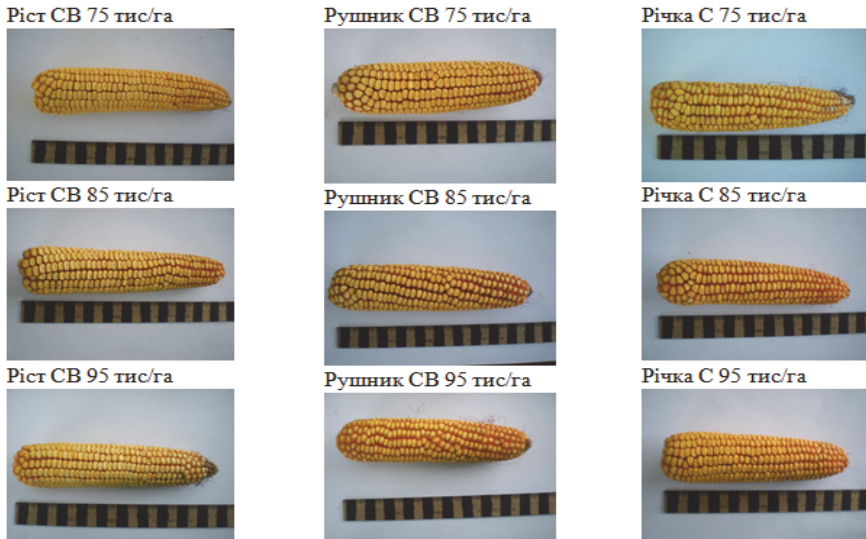 Ріст СВ 75 тис/га
Рушник СВ 75 тис/га
Річка С 75 тис/га
Ріст СВ 85 тис/га
Рушник СВ 85 тис/га
Річка С 85 тис/га
Ріст СВ 95 тис/га
Рушник СВ 95 тис/га
Річка С 95 тис/га